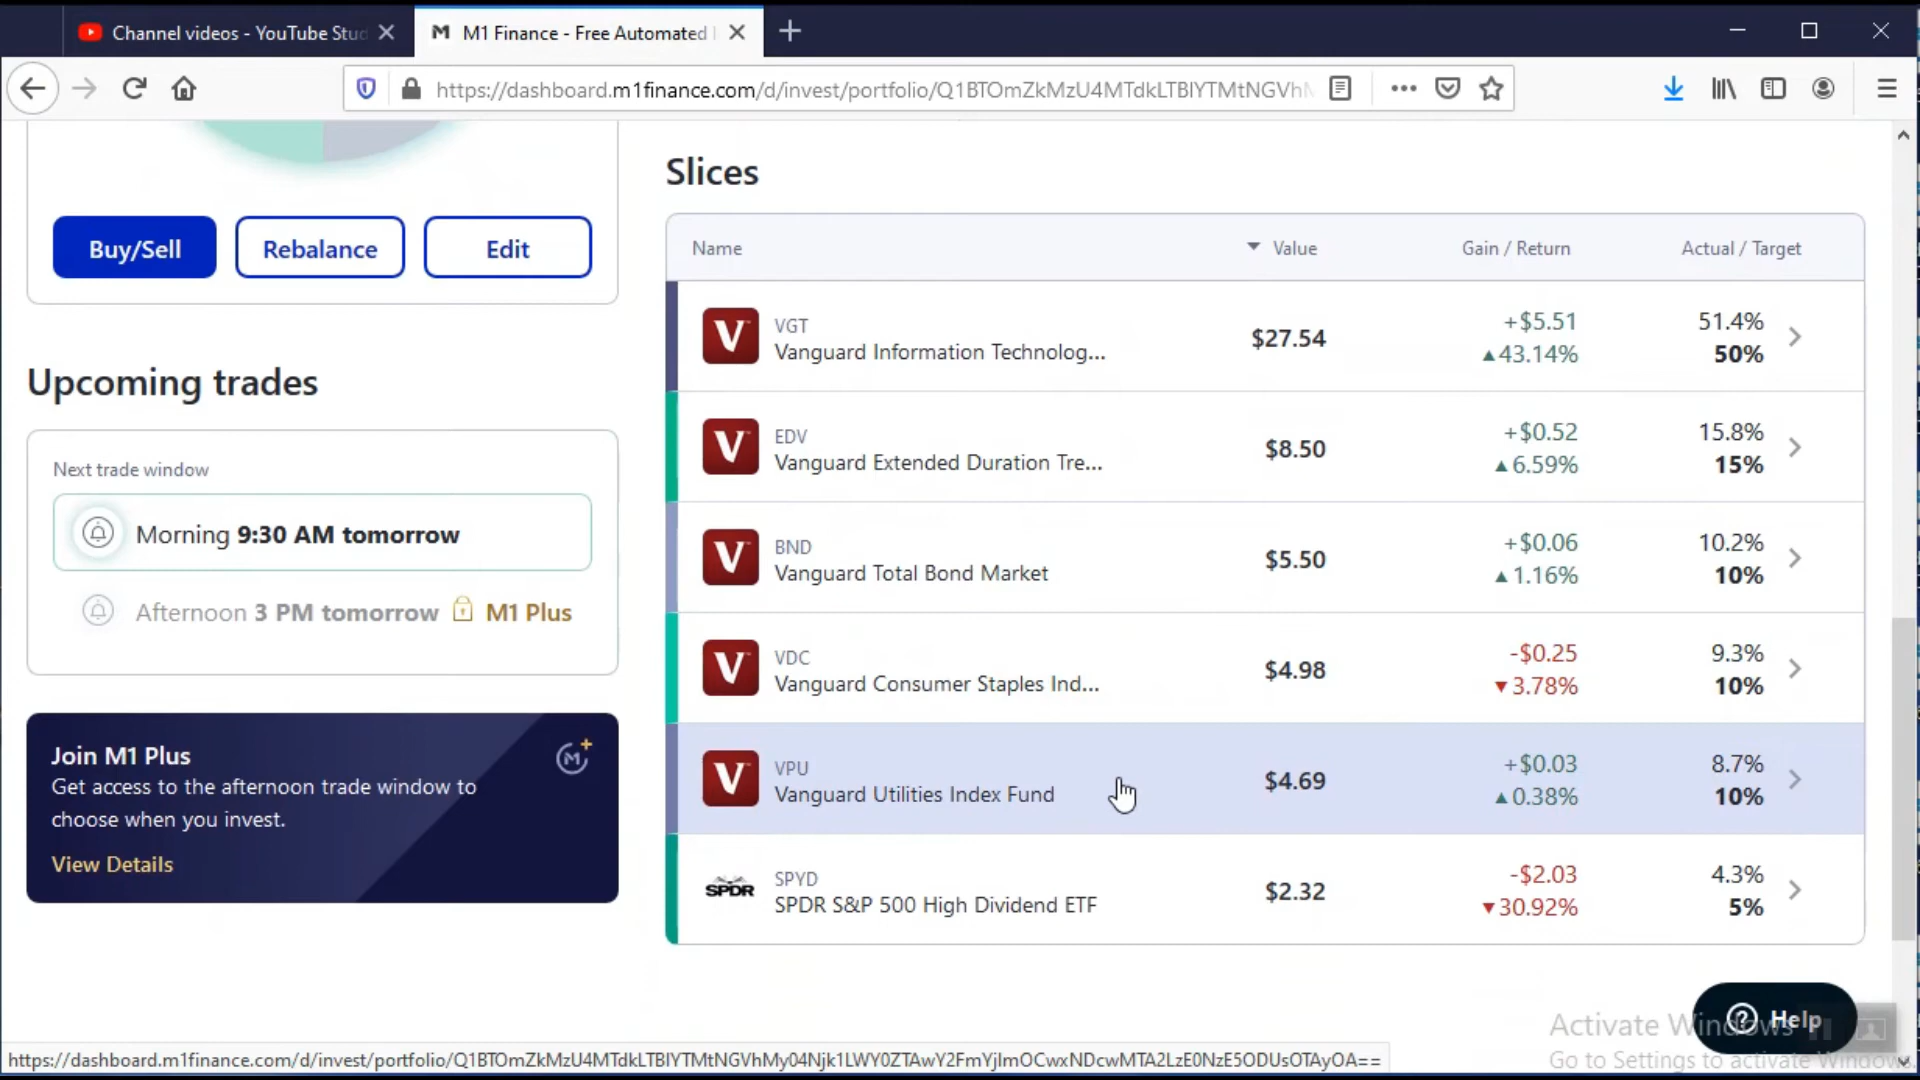 Channel videos - YouTube Stud
M1 Finance - Free Automated I
https://dashboard.m1finance.com/d/invest/portfolio/Q1BTOmZkMzU4MTdkLTBlYTMtNGVhM
Buy/Sell
Rebalance
Edit
Upcoming trades
Next trade window
Morning 9:30 AM tomorrow
Afternoon 3 PM tomorrow M1 Plus
Join M1 Plus
Get access to the afternoon trade window to
choose when you invest.
View Details
Slices
Name Value Gain / Return Actual / Target
VGT
Vanguard Information Technolog...
$27.54
+$5.51
▲43.14%
51.4%
50%
EDV
Vanguard Extended Duration Tre...
$8.50
+$0.52
▲6.59%
15.8%
15%
BND
Vanguard Total Bond Market
$5.50
+$0.06
▲1.16%
10.2%
10%
VDC
Vanguard Consumer Staples Ind...
$4.98
-$0.25
▼3.78%
9.3%
10%
VPU
Vanguard Utilities Index Fund
$4.69
+$0.03
▲0.38%
8.7%
10%
SPDR
SPYD
SPDR S&P 500 High Dividend ETF
$2.32
-$2.03
▼30.92%
4.3%
5%
Help
Activate Windows
Go to Settings to activate Windows.
https://dashboard.m1finance.com/d/invest/portfolio/Q1BTOmZkMzU4MTdkLTBlYTMtNGVhMy04Njk1LWY0ZTAwY2FmYjlmOCwxNDcwMTA2LzE0NzE5ODUsOTAyOA==